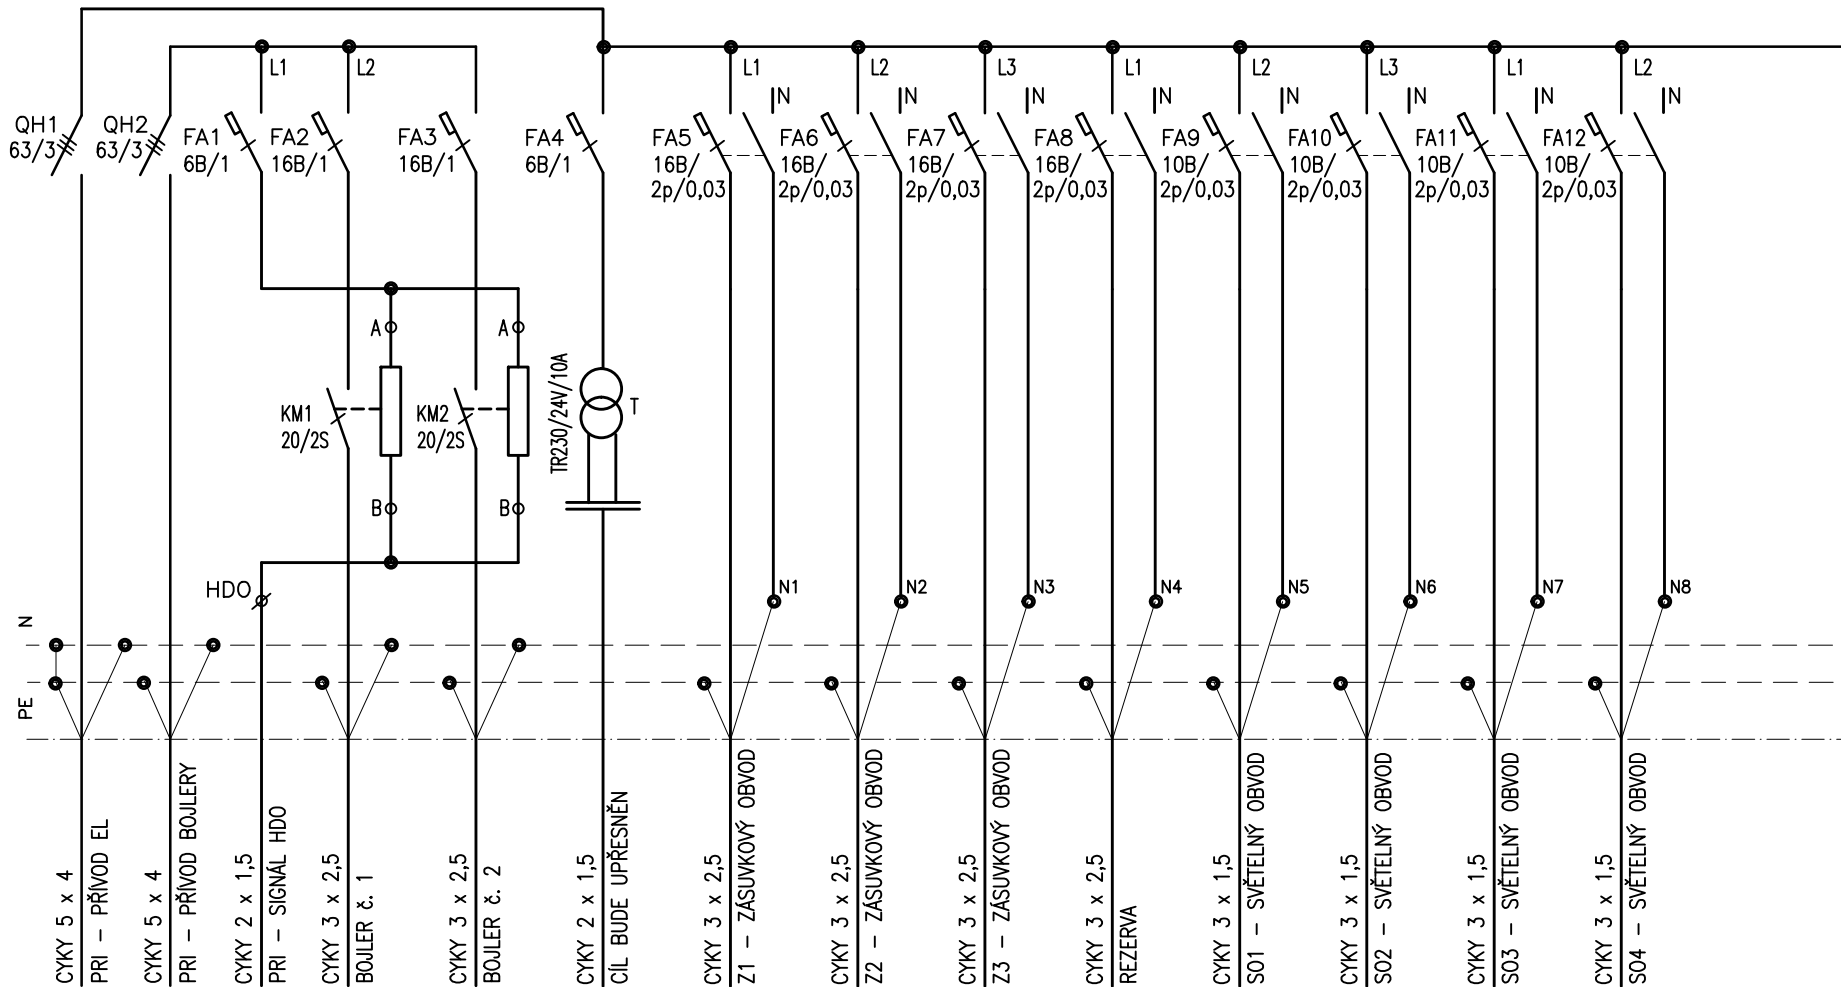 L1
L2
L1
L2
L3
L1
L2
L3
L1
L2
N
N
N
N
N
N
N
N
QH1
63/3
QH2
63/3
FA1
6B/1
FA2
16B/1
FA3
16B/1
FA4
6B/1
FA5
16B/
2p/0,03
FA6
16B/
2p/0,03
FA7
16B/
2p/0,03
FA8
16B/
2p/0,03
FA9
10B/
2p/0,03
FA10
10B/
2p/0,03
FA11
10B/
2p/0,03
FA12
10B/
2p/0,03
A
A
KM1
20/2S
KM2
20/2S
TR230/24V/10A
T
B
B
HDO
N1
N2
N3
N4
N5
N6
N7
N8
N
PE
CYKY 5 x 4
PRI - PŘÍVOD EL
CYKY 5 x 4
PRI - PŘÍVOD BOJLERY
CYKY 2 x 1,5
PRI - SIGNÁL HDO
CYKY 3 x 2,5
BOJLER č. 1
CYKY 3 x 2,5
BOJLER č. 2
CYKY 2 x 1,5
CÍL BUDE UPŘESNĚN
CYKY 3 x 2,5
Z1 - ZÁSUVKOVÝ OBVOD
CYKY 3 x 2,5
Z2 - ZÁSUVKOVÝ OBVOD
CYKY 3 x 2,5
Z3 - ZÁSUVKOVÝ OBVOD
CYKY 3 x 2,5
REZERVA
CYKY 3 x 1,5
SO1 - SVĚTELNÝ OBVOD
CYKY 3 x 1,5
SO2 - SVĚTELNÝ OBVOD
CYKY 3 x 1,5
SO3 - SVĚTELNÝ OBVOD
CYKY 3 x 1,5
SO4 - SVĚTELNÝ OBVOD